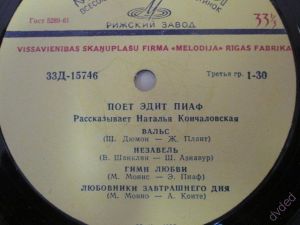 РИЖСКИЙ ЗАВОД
Гост 5289-61
33⅓
VISSAVIENĪBAS SKAŅUPLAŠU FIRMA «MELODIJA» RĪGAS FABRIKA
33Д-15746
Третья гр. 1-30
ПОЕТ ЭДИТ ПИАФ
Рассказывает Наталья Кончаловская
ВАЛЬС
(Ш. Дюмон — Ж. Плант)
НЕЗАВЕЛЬ
(В. Шанклян — Ш. Азнавур)
ГИМН ЛЮБВИ
(М. Моннс — Э. Пиаф)
ЛЮБОВНИКИ ЗАВТРАШНЕГО ДНЯ
(М. Монно — А. Конте)
dvded